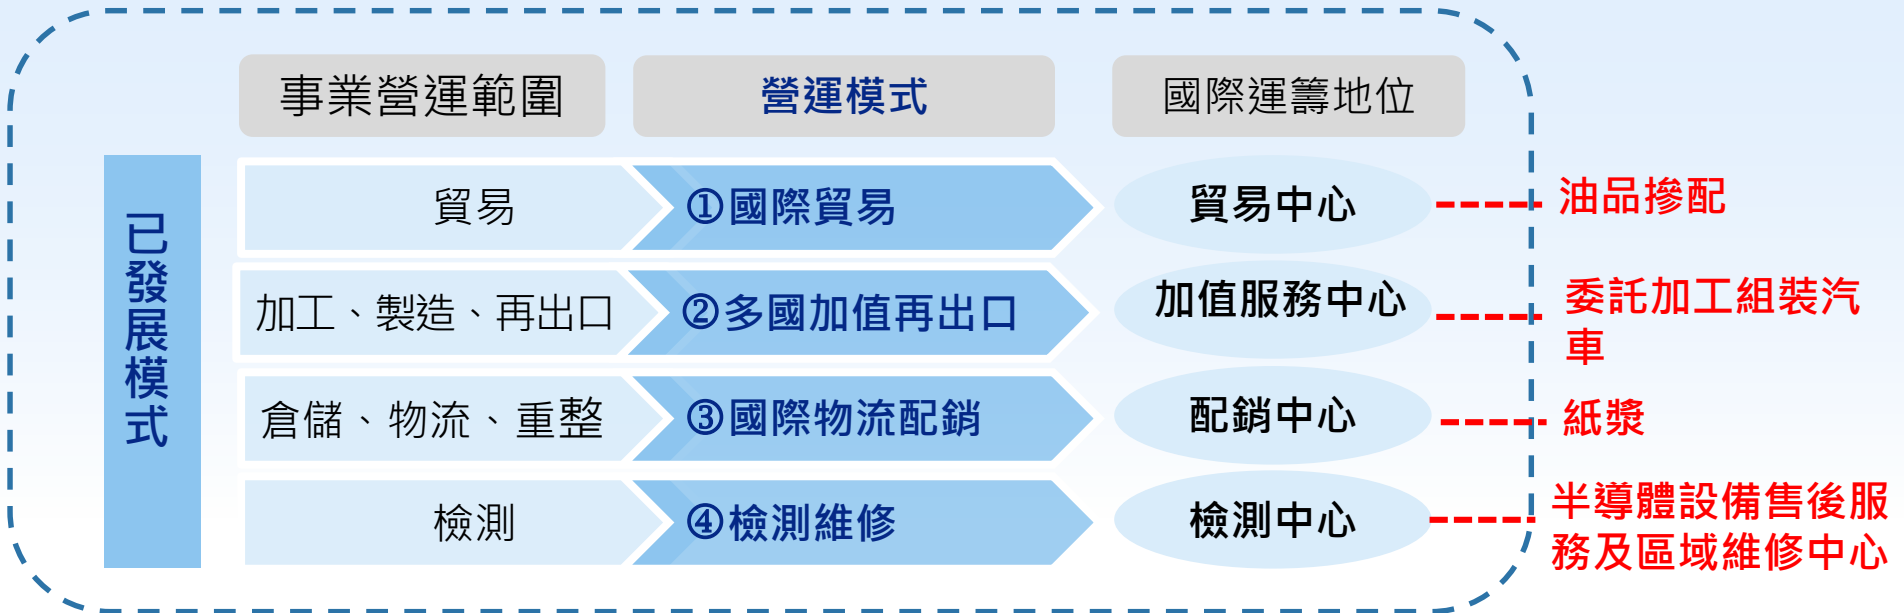 事業營運範圍
營運模式
國際運籌地位
已發展模式
貿易
①國際貿易
貿易中心
油品摻配
加工、製造、再出口
②多國加值再出口
加值服務中心
委託加工組裝汽
車
倉儲、物流、重整
③國際物流配銷
配銷中心
紙漿
檢測
④檢測維修
檢測中心
半導體設備售後服
務及區域維修中心